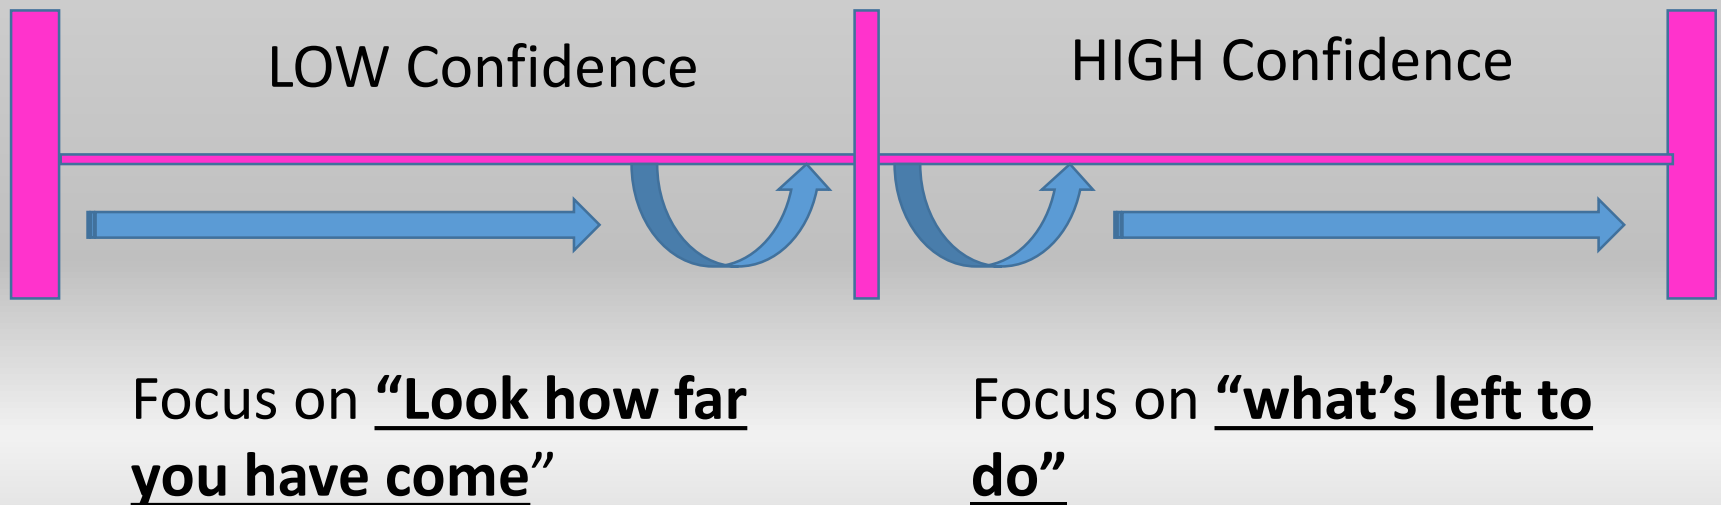 LOW Confidence
HIGH Confidence
Focus on “Look how far
you have come”
Focus on “what’s left to
do”